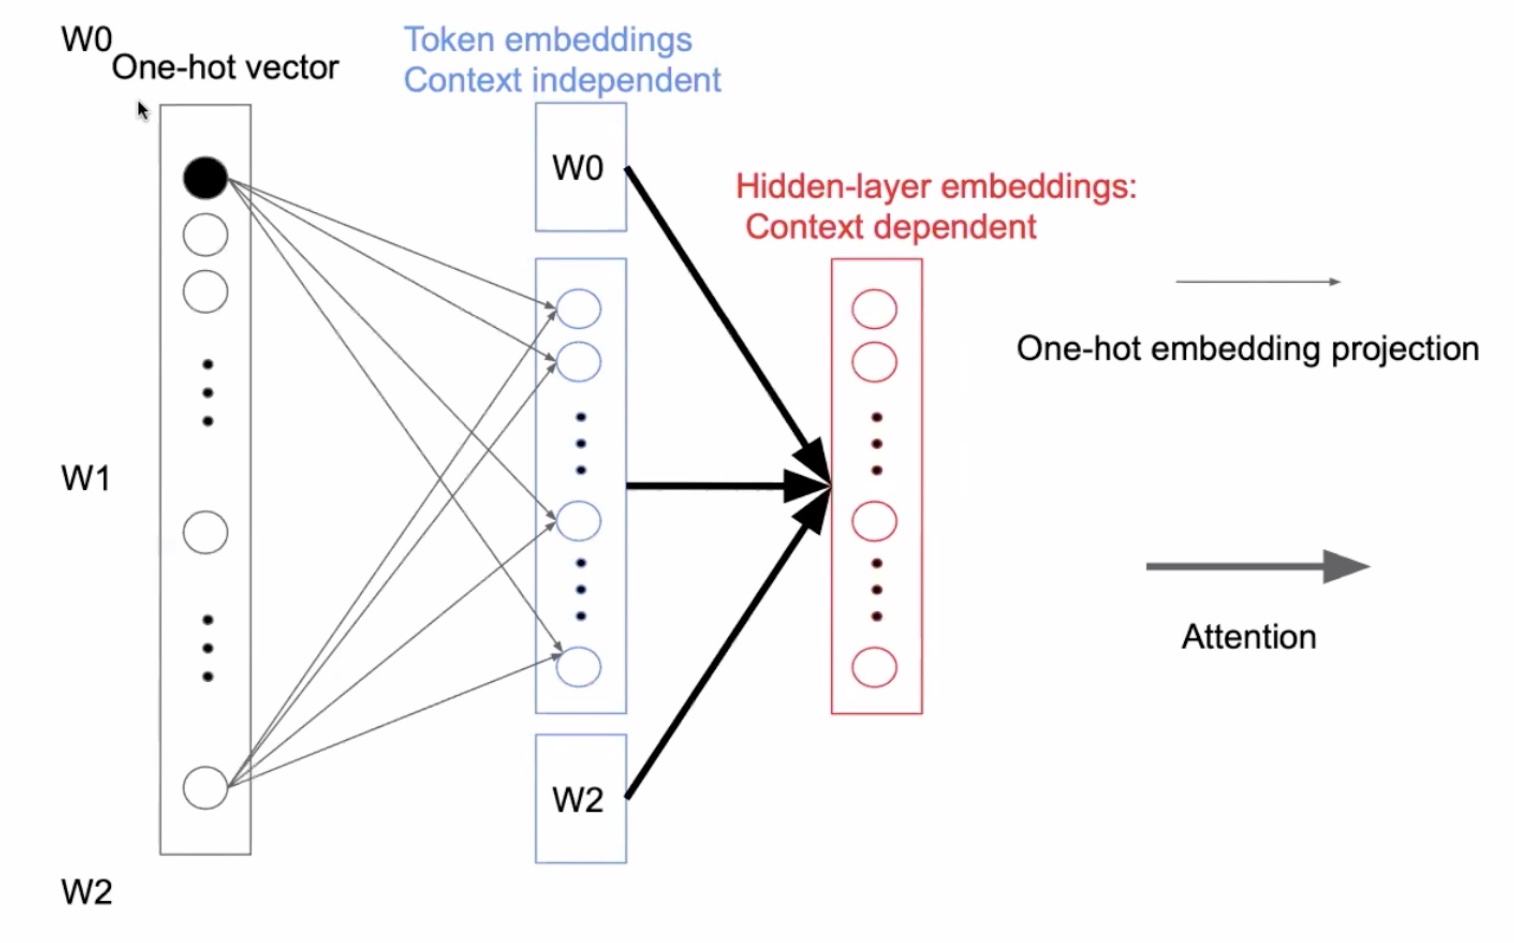 W0
One-hot vector
Token embeddings
Context independent
W0
Hidden-layer embeddings:
Context dependent
One-hot embedding projection
W1
Attention
W2
W2